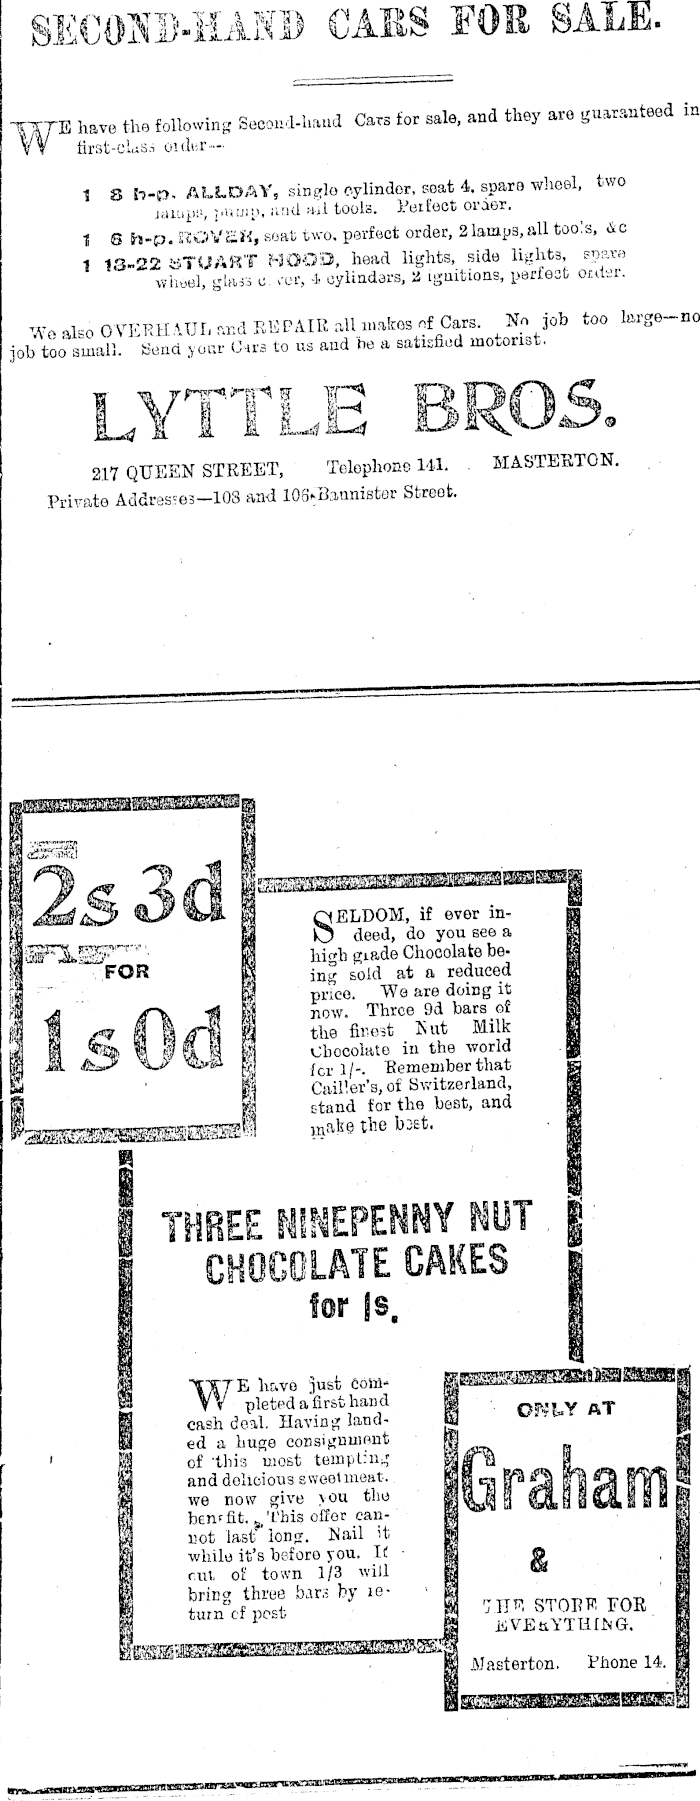 SECOND-HAND CARS FOR SALE.
WE have the following Second-hand Cars for sale, and they are guaranteed in
first-class order—
1 8 h-p. ALLDAY, single cylinder, seat 4, spare wheel, two
lamps, pump, and all tools. Perfect order.
1 6 h-p. ROVER, seat two, perfect order, 2 lamps, all tools, &c
1 13-22 STUART HOOD, head lights, side lights, spare
wheel, glass c ver, 4 cylinders, 2 ignitions, perfect order.
We also OVERHAUL and REPAIR all makes of Cars. No job too large—no
job too small. Send your Cars to us and be a satisfied motorist.
LYTTLE BROS.
217 QUEEN STREET, Telephone 141. MASTERTON.
Private Addresses—108 and 106 Bannister Street.
2s 3d
FOR
1s 0d
SELDOM, if ever in-
deed, do you see a
high grade Chocolate be-
ing sold at a reduced
price. We are doing it
now. Three 9d bars of
the finest Nut Milk
Chocolate in the world
for 1/-. Remember that
Cailler's, of Switzerland,
stand for the best, and
make the best.
THREE NINEPENNY NUT
CHOCOLATE CAKES
for 1s.
WE have just com-
pleted a first hand
cash deal. Having land-
ed a huge consignment
of this most tempting
and delicious sweetmeat.
we now give you the
benefit. This offer can-
not last long. Nail it
while it's before you. If
out of town 1/3 will
bring three bars by re-
turn of post
ONLY AT
Graham
&
THE STORE FOR
EVERYTHING.
Masterton. Phone 14.